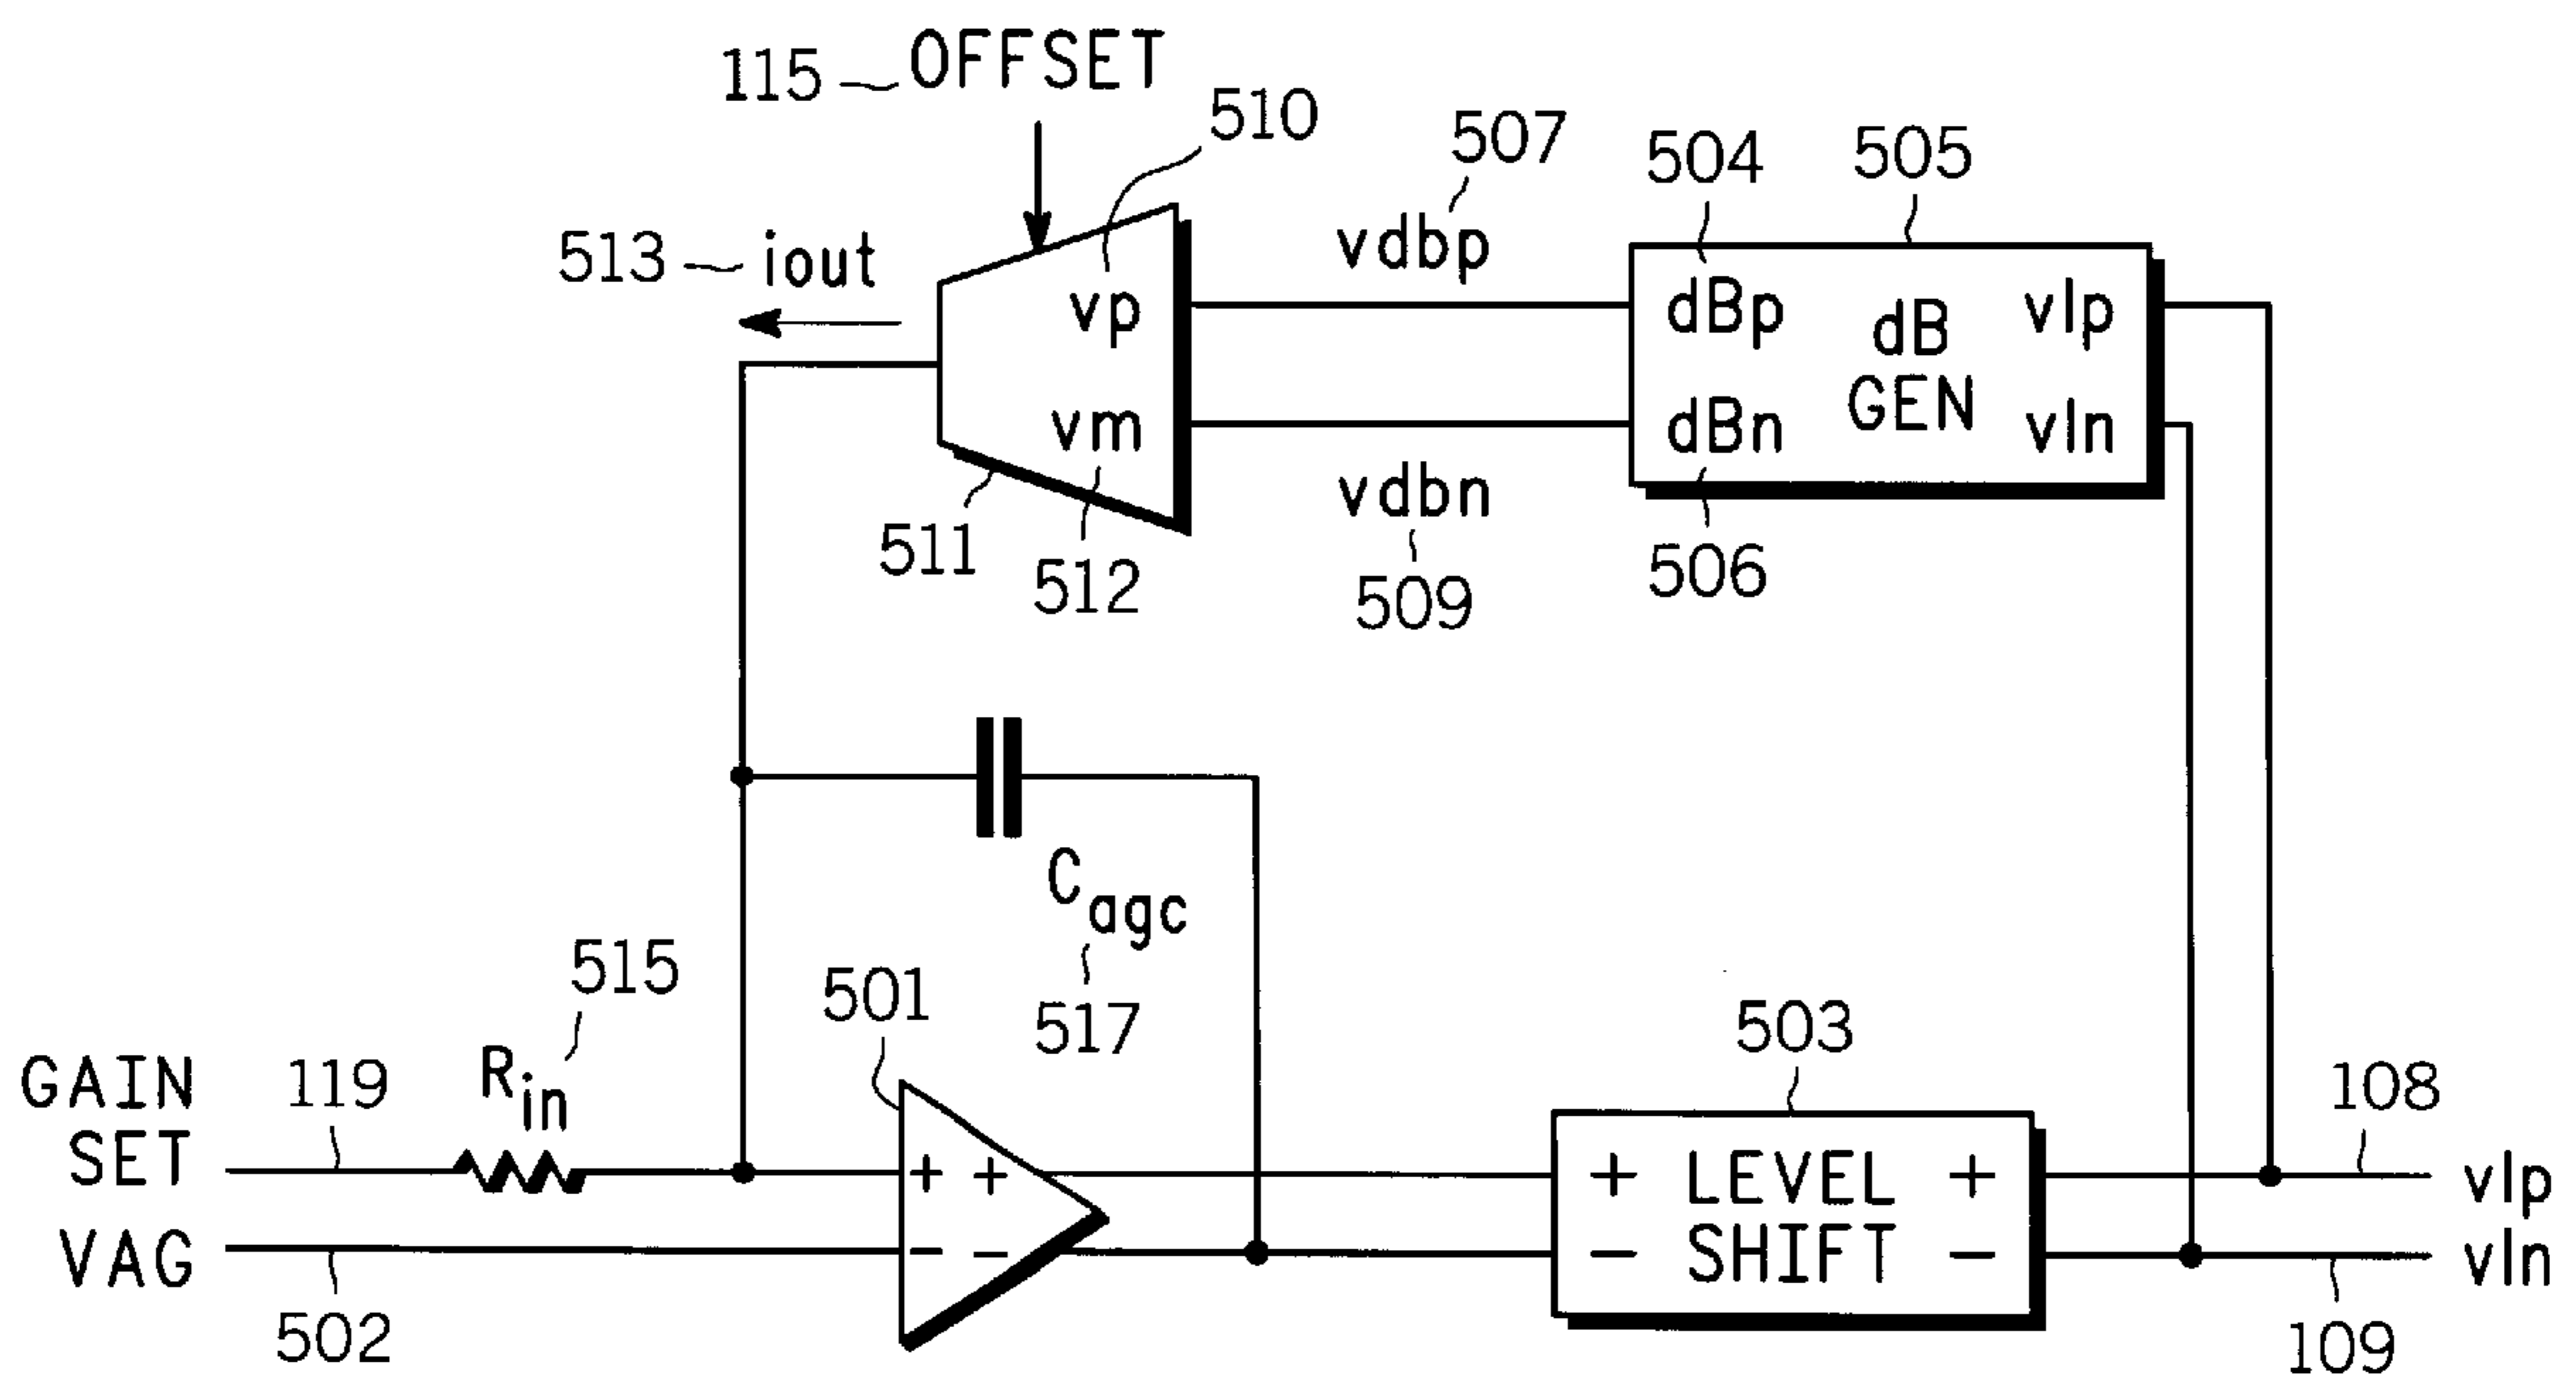 115 OFFSET
510
507
504
505
513 iout
vdbp
vp
dBp
dB
GEN
vlp
vm
dBn
vln
vdbn
511
512
509
506
Cagc
517
515
501
503
GAIN
SET
119
Rin
108
+ +
+ LEVEL +
vlp
VAG
- -
- SHIFT -
vln
502
109